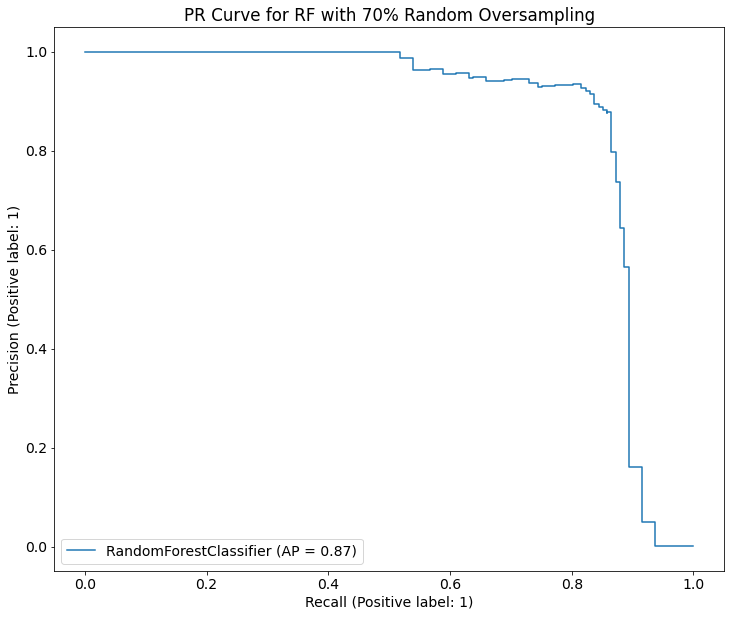 PR Curve for RF with 70% Random Oversampling
1.0
0.8
0.6
0.4
0.2
0.0
Precision (Positive label: 1)
RandomForestClassifier (AP = 0.87)
0.0 0.2 0.4 0.6 0.8 1.0
Recall (Positive label: 1)